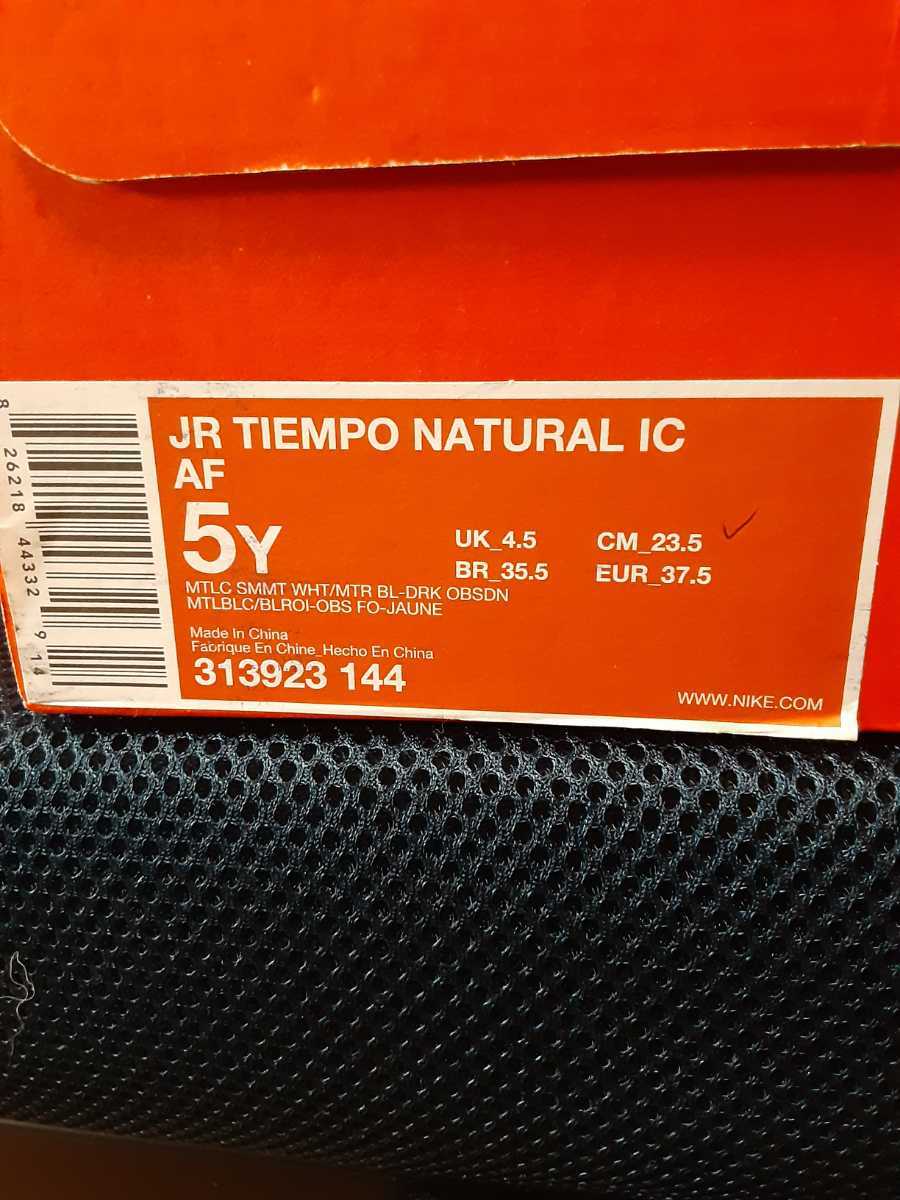 JR TIEMPO NATURAL IC
AF
5Y
UK_4.5 CM_23.5
BR_35.5 EUR_37.5
MTLC SMMT WHT/MTR BL-DRK OBSDN
MTLBLC/BLROI-OBS FO-JAUNE
Made In China
Fabrique En Chine_Hecho En China
313923 144
WWW.NIKE.COM
8 26218 44332 9 14